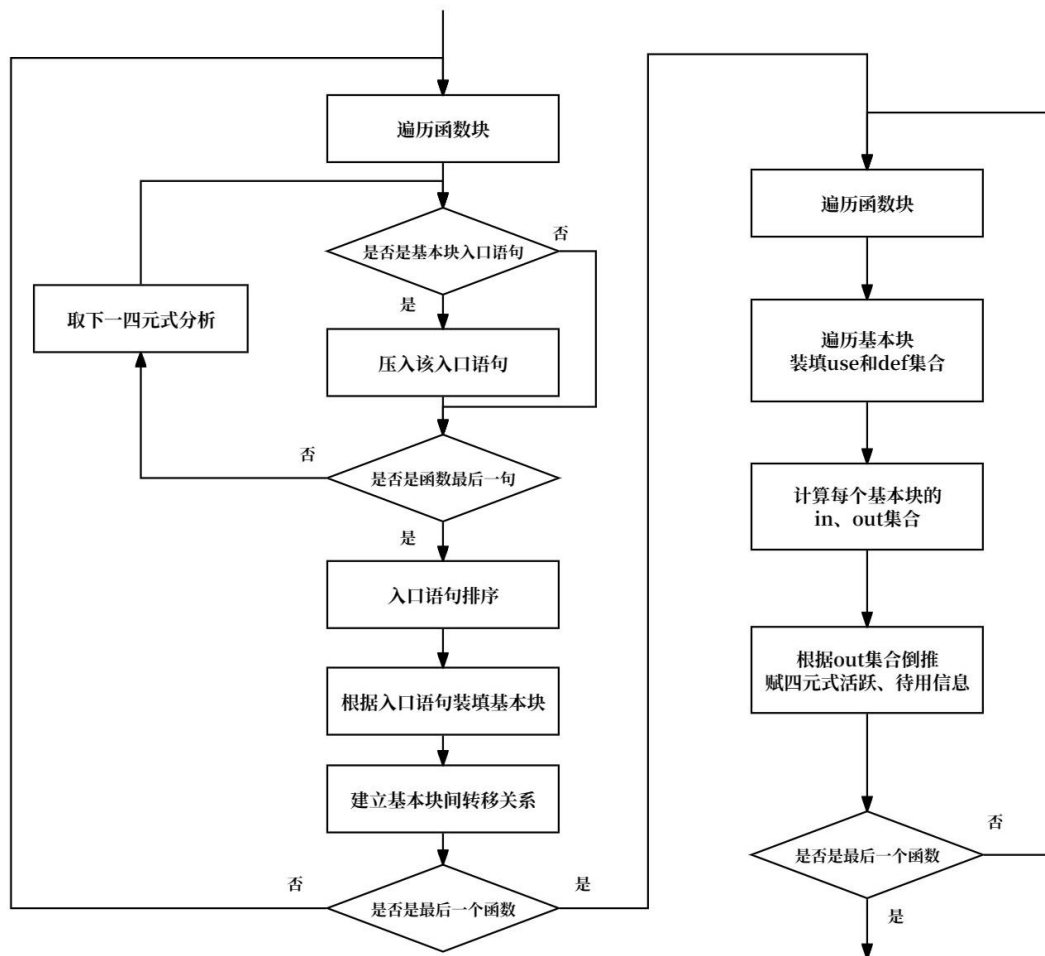 遍历函数块
是否是基本块入口语句
否
是
取下一四元式分析
压入该入口语句
否
是否是函数最后一句
是
入口语句排序
根据入口语句装填基本块
建立基本块间转移关系
否
是否是最后一个函数
是
遍历函数块
遍历基本块
装填use和def集合
计算每个基本块的
in、out集合
根据out集合倒推
赋四元式活跃、待用信息
否
是否是最后一个函数
是